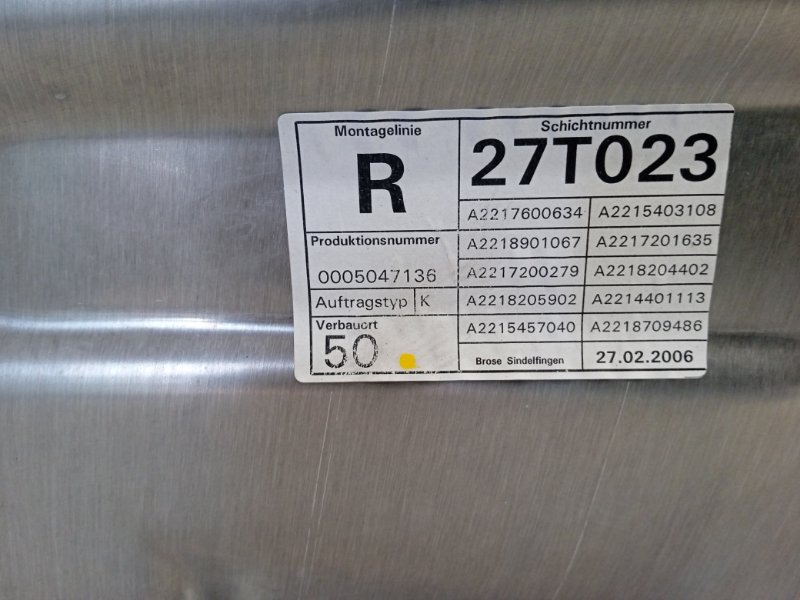 Montagelinie
R
Schichtnummer
27T023
A2217600634 A2215403108
A2218901067 A2217201635
A2217200279 A2218204402
A2218205902 A2214401113
A2215457040 A2218709486
Produktionsnummer
0005047136
Auftragstyp K
Verbauort
50
Brose Sindelfingen 27.02.2006